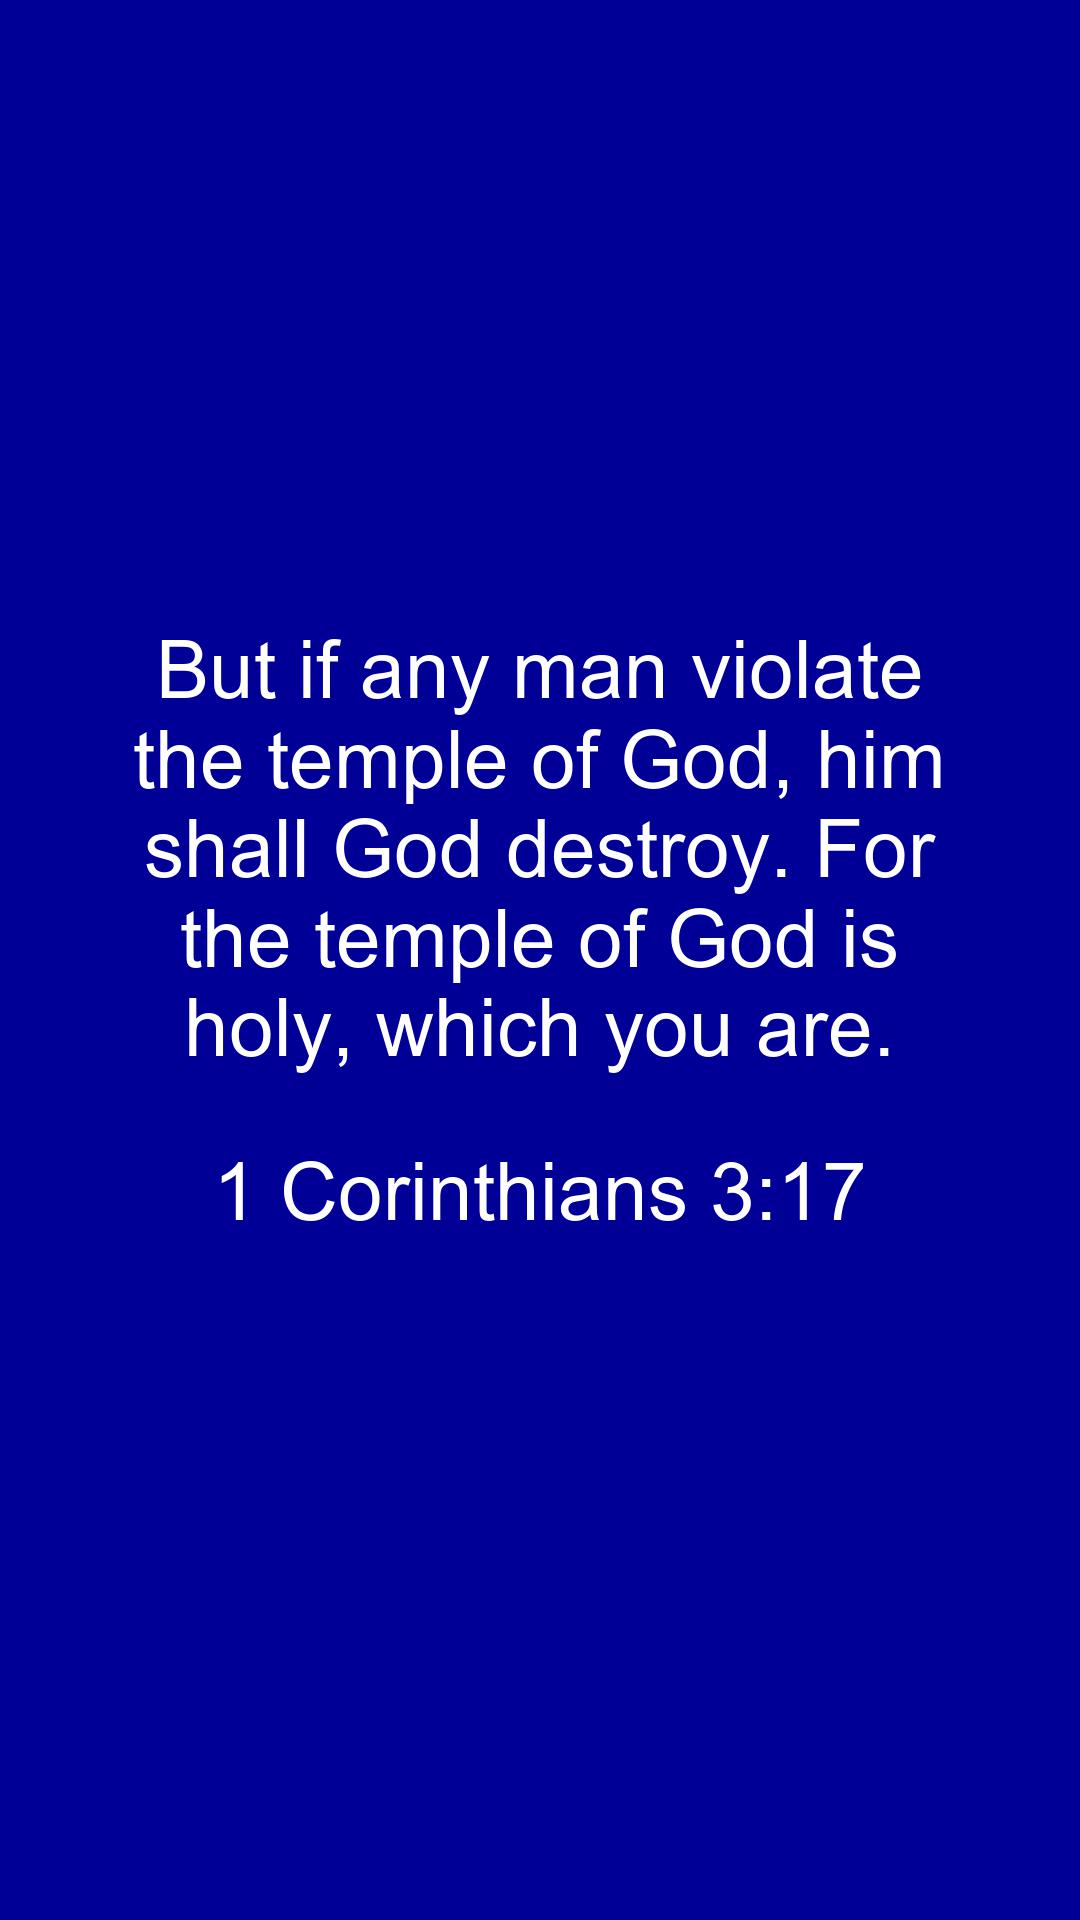 But if any man violate
the temple of God, him
shall God destroy. For
the temple of God is
holy, which you are.
1 Corinthians 3:17